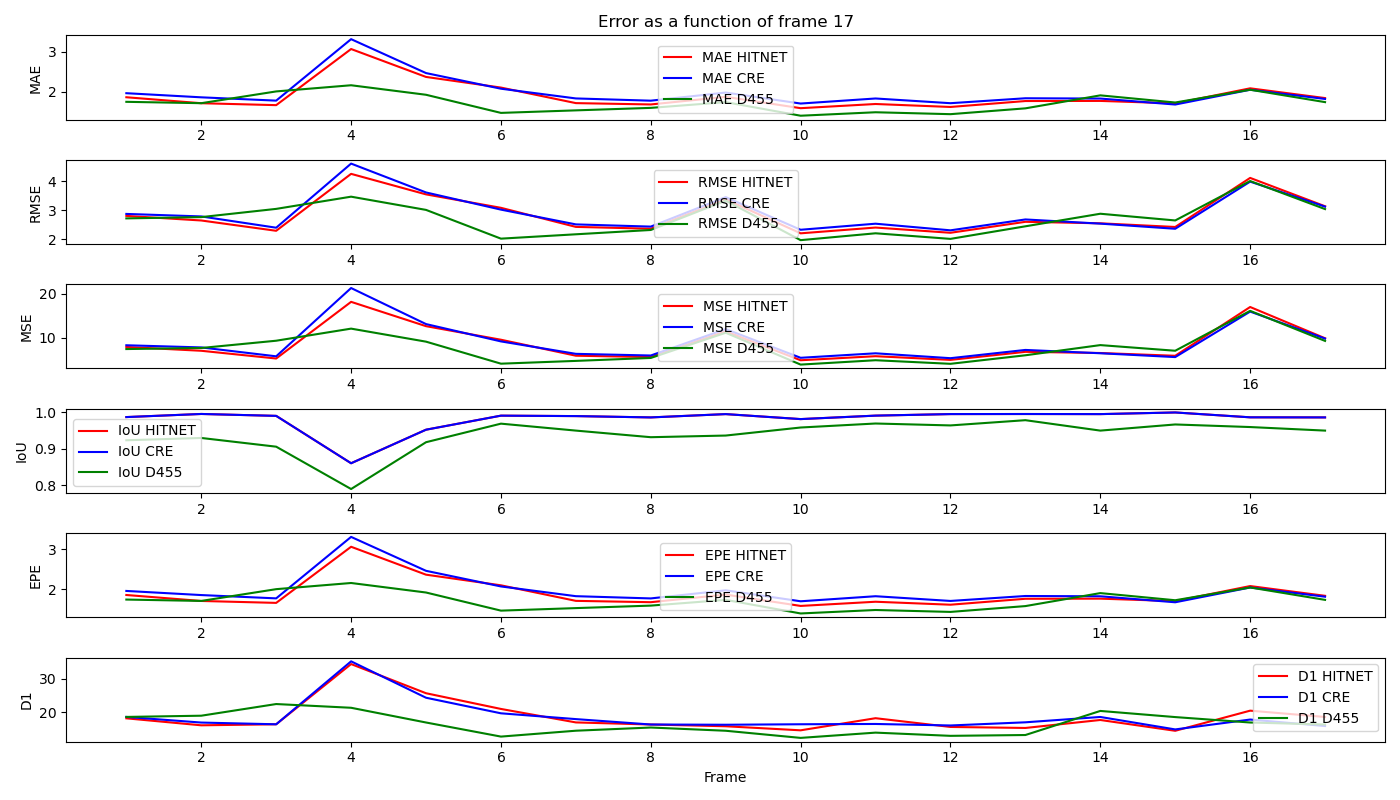 Error as a function of frame 17
MAE
3
2
MAE HITNET
MAE CRE
MAE D455
2 4 6 8 10 12 14 16
RMSE
4
3
2
RMSE HITNET
RMSE CRE
RMSE D455
2 4 6 8 10 12 14 16
MSE
20
10
MSE HITNET
MSE CRE
MSE D455
2 4 6 8 10 12 14 16
IoU
1.0
0.9
0.8
IoU HITNET
IoU CRE
IoU D455
2 4 6 8 10 12 14 16
EPE
3
2
EPE HITNET
EPE CRE
EPE D455
2 4 6 8 10 12 14 16
D1
30
20
D1 HITNET
D1 CRE
D1 D455
2 4 6 8 10 12 14 16
Frame